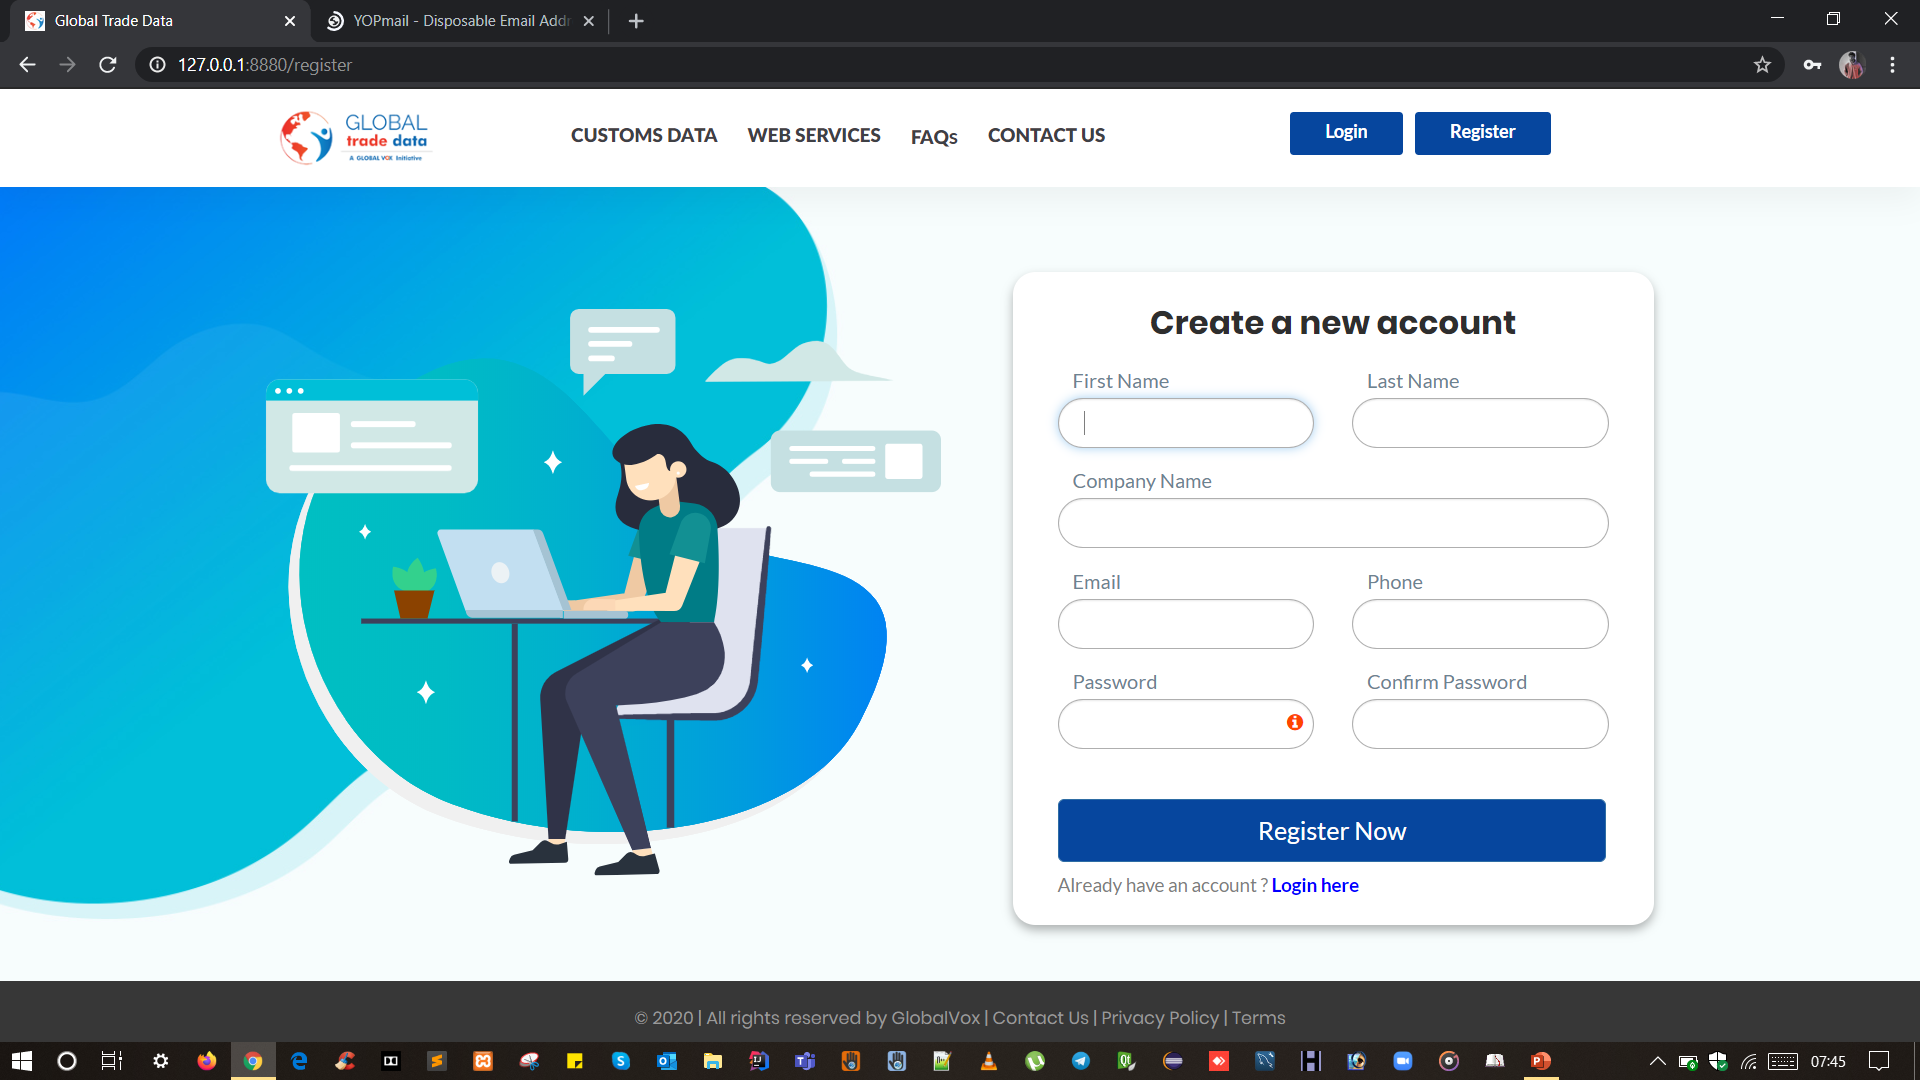 Global Trade Data
YOPmail - Disposable Email Addr
127.0.0.1:8880/register
GLOBAL
trade data
A GLOBAL VOX Initiative
CUSTOMS DATA
WEB SERVICES
FAQs
CONTACT US
Login
Register
Create a new account
First Name
Last Name
Company Name
Email
Phone
Password
Confirm Password
Register Now
Already have an account ? Login here
© 2020 | All rights reserved by GlobalVox | Contact Us | Privacy Policy | Terms
07:45